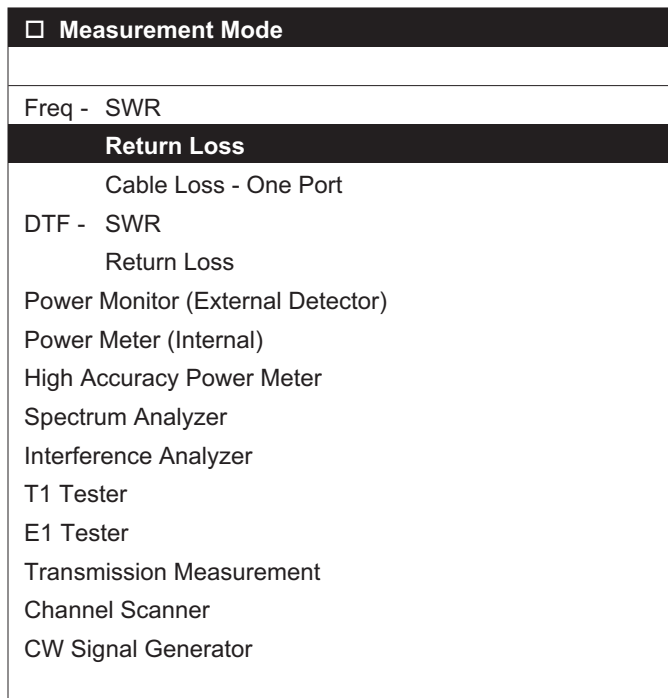 □ Measurement Mode
Freq - SWR
Return Loss
Cable Loss - One Port
DTF - SWR
Return Loss
Power Monitor (External Detector)
Power Meter (Internal)
High Accuracy Power Meter
Spectrum Analyzer
Interference Analyzer
T1 Tester
E1 Tester
Transmission Measurement
Channel Scanner
CW Signal Generator